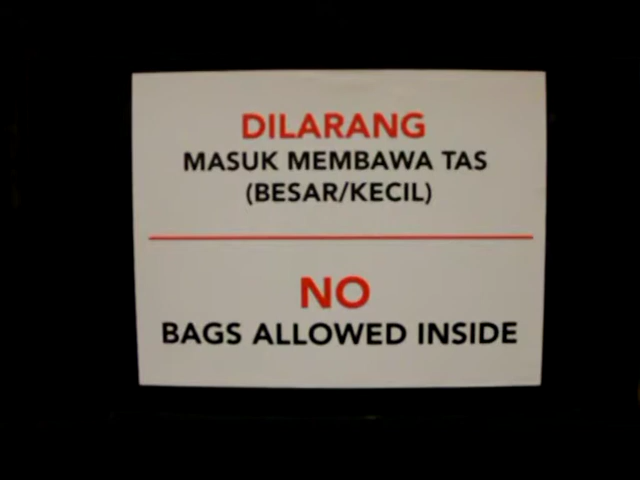 DILARANG
MASUK MEMBAWA TAS
(BESAR/KECIL)
NO
BAGS ALLOWED INSIDE